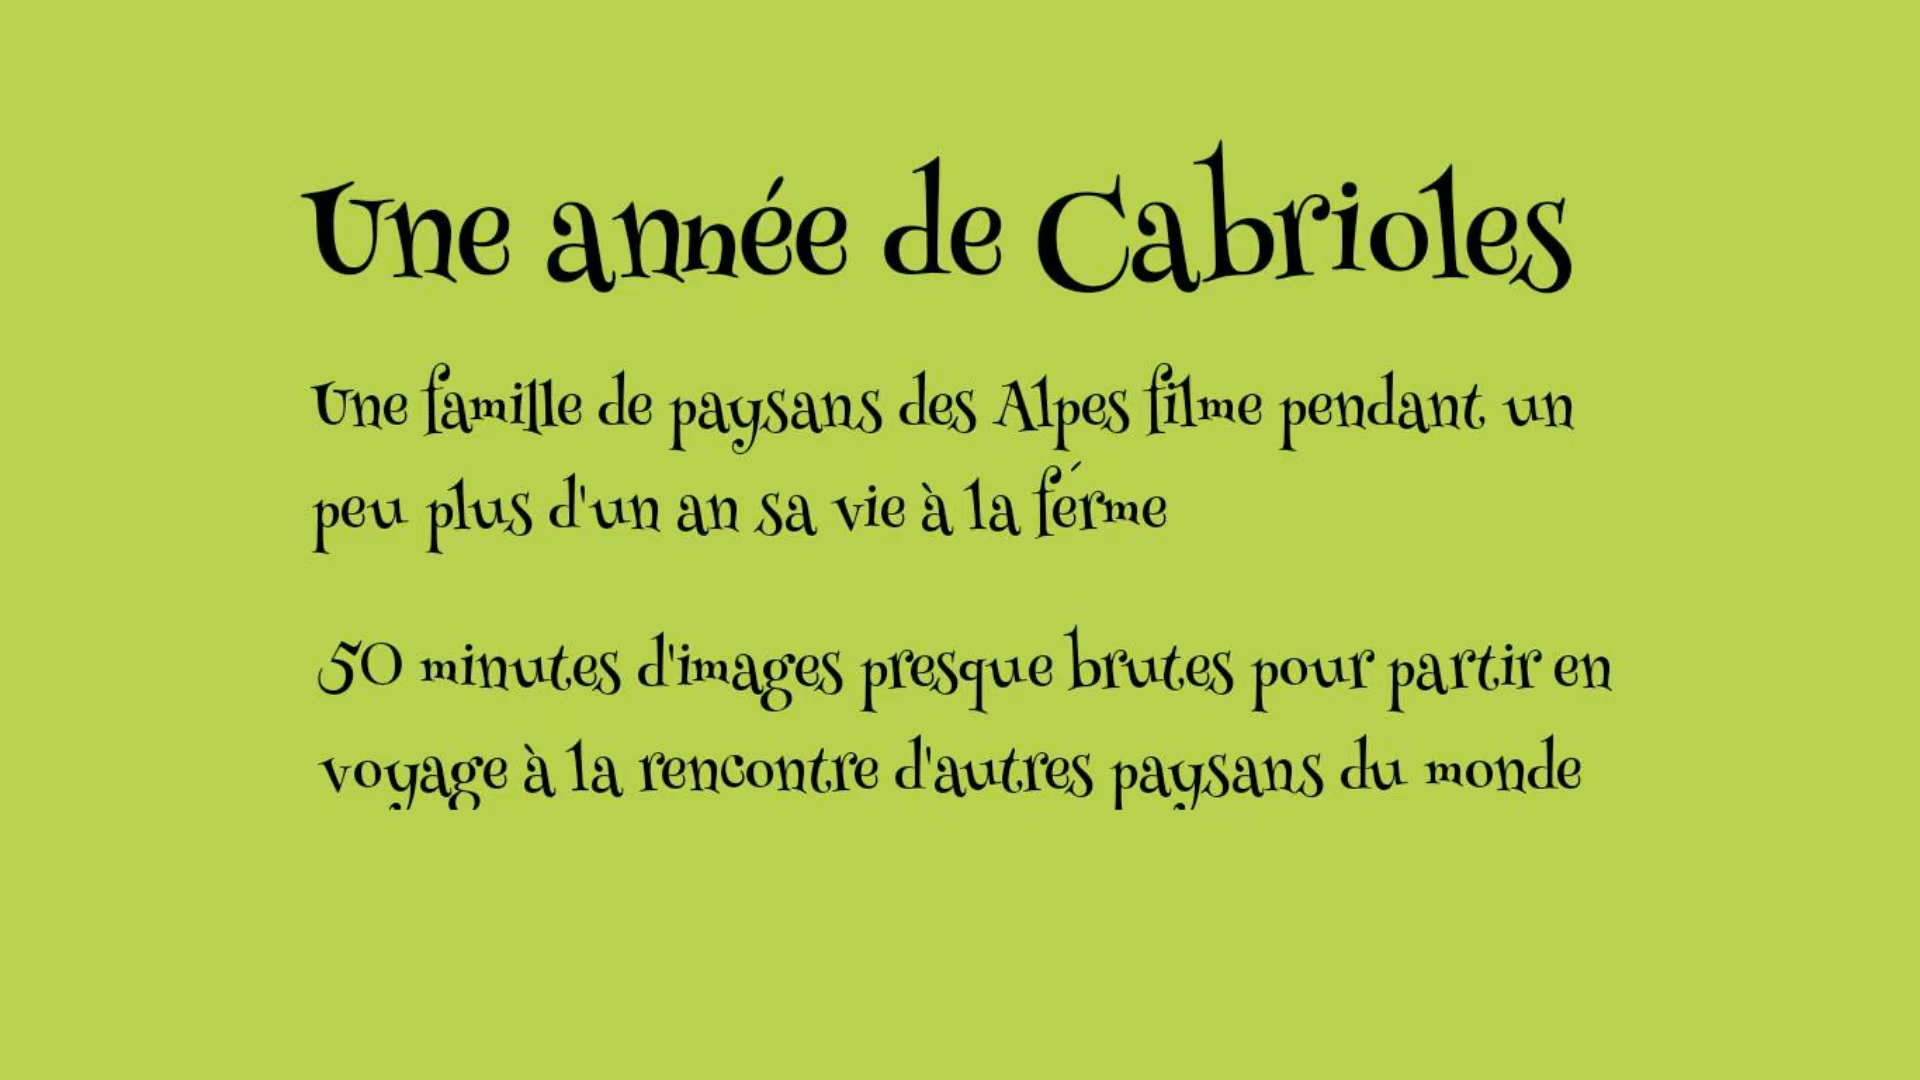 Une année de Cabrioles
Une famille de paysans des Alpes filme pendant un
peu plus d'un an sa vie à la férme
50 minutes d'images presque brutes pour partir en
voyage à la rencontre d'autres paysans du monde